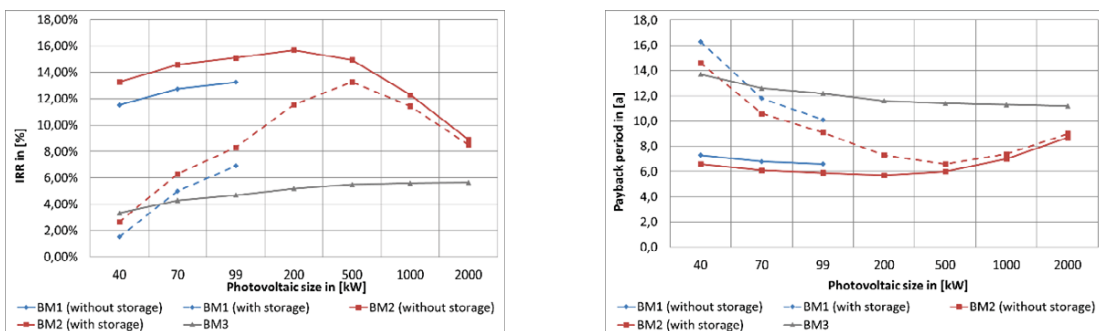 18,00%
16,00%
14,00%
12,00%
10,00%
8,00%
6,00%
4,00%
2,00%
0,00%
IRR in [%]
40 70 99 200 500 1000 2000
Photovoltaic size in [kW]
BM1 (without storage) BM1 (with storage) BM2 (without storage)
BM2 (with storage) BM3
18,0
16,0
14,0
12,0
10,0
8,0
6,0
4,0
2,0
0,0
Payback period in [a]
40 70 99 200 500 1000 2000
Photovoltaic size in [kW]
BM1 (without storage) BM1 (with storage) BM2 (without storage)
BM2 (with storage) BM3